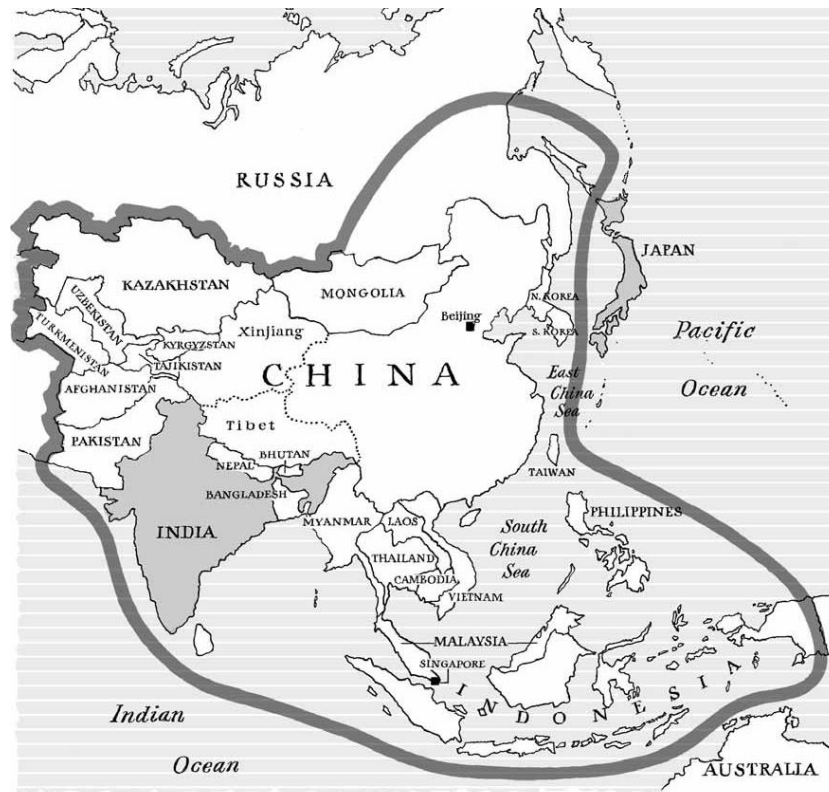 RUSSIA
JAPAN
KAZAKHSTAN
MONGOLIA
N. KOREA
UZBEKISTAN
Beijing
TURKMENISTAN
Xinjiang
S. KOREA
Pacific
KYRGYZSTAN
TAJIKISTAN
CHINA
East
China
Sea
Ocean
AFGHANISTAN
Tibet
PAKISTAN
BHUTAN
NEPAL
TAIWAN
BANGLADESH
INDIA
MYANMAR
LAOS
PHILIPPINES
South
China
Sea
THAILAND
CAMBODIA
VIETNAM
MALAYSIA
SINGAPORE
INDONESIA
Indian
Ocean
AUSTRALIA